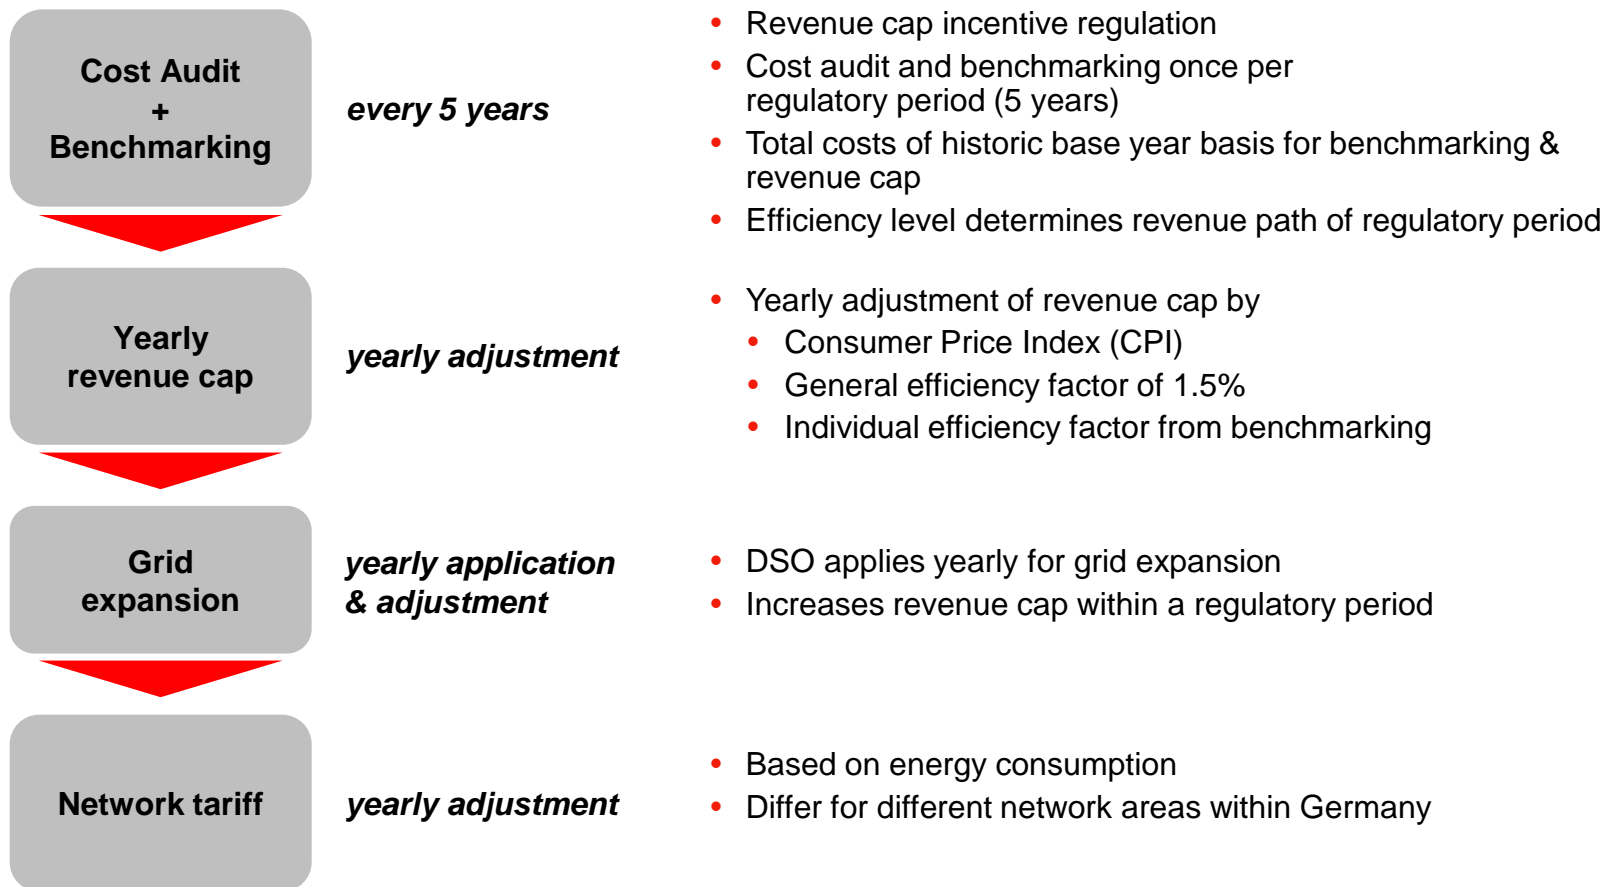 Cost Audit
+
Benchmarking
every 5 years
• Revenue cap incentive regulation
• Cost audit and benchmarking once per
regulatory period (5 years)
• Total costs of historic base year basis for benchmarking &
revenue cap
• Efficiency level determines revenue path of regulatory period
Yearly
revenue cap
yearly adjustment
• Yearly adjustment of revenue cap by
• Consumer Price Index (CPI)
• General efficiency factor of 1.5%
• Individual efficiency factor from benchmarking
Grid
expansion
yearly application
& adjustment
• DSO applies yearly for grid expansion
• Increases revenue cap within a regulatory period
Network tariff
yearly adjustment
• Based on energy consumption
• Differ for different network areas within Germany